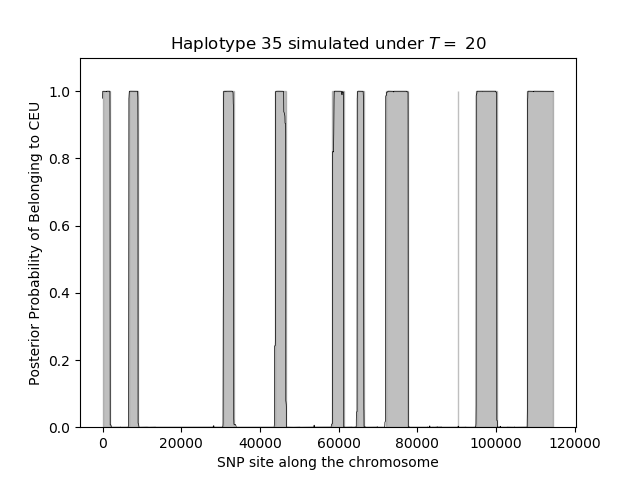 Haplotype 35 simulated under T = 20
Posterior Probability of Belonging to CEU
1.0
0.8
0.6
0.4
0.2
0.0
0 20000 40000 60000 80000 100000 120000
SNP site along the chromosome